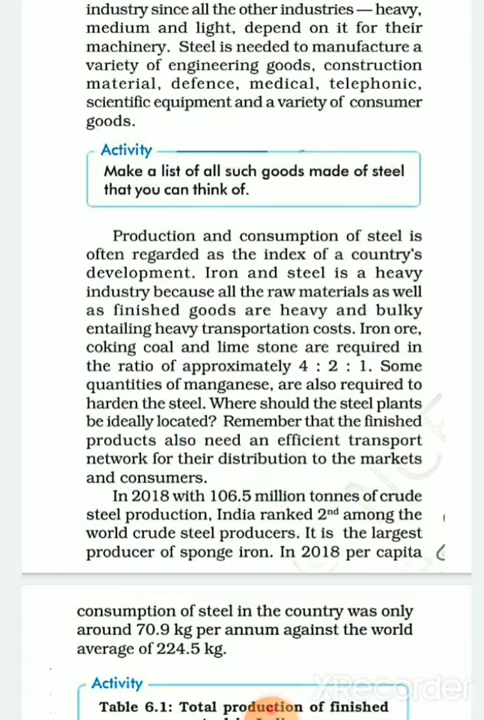 industry since all the other industries — heavy,
medium and light, depend on it for their
machinery. Steel is needed to manufacture a
variety of engineering goods, construction
material, defence, medical, telephonic,
scientific equipment and a variety of consumer
goods.
Activity
Make a list of all such goods made of steel
that you can think of.
Production and consumption of steel is
often regarded as the index of a country's
development. Iron and steel is a heavy
industry because all the raw materials as well
as finished goods are heavy and bulky
entailing heavy transportation costs. Iron ore,
coking coal and lime stone are required in
the ratio of approximately 4 : 2 : 1. Some
quantities of manganese, are also required to
harden the steel. Where should the steel plants
be ideally located? Remember that the finished
products also need an efficient transport
network for their distribution to the markets
and consumers.
In 2018 with 106.5 million tonnes of crude
steel production, India ranked 2nd among the
world crude steel producers. It is the largest
producer of sponge iron. In 2018 per capita
consumption of steel in the country was only
around 70.9 kg per annum against the world
average of 224.5 kg.
Activity
XRecorder
Table 6.1: Total production of finished